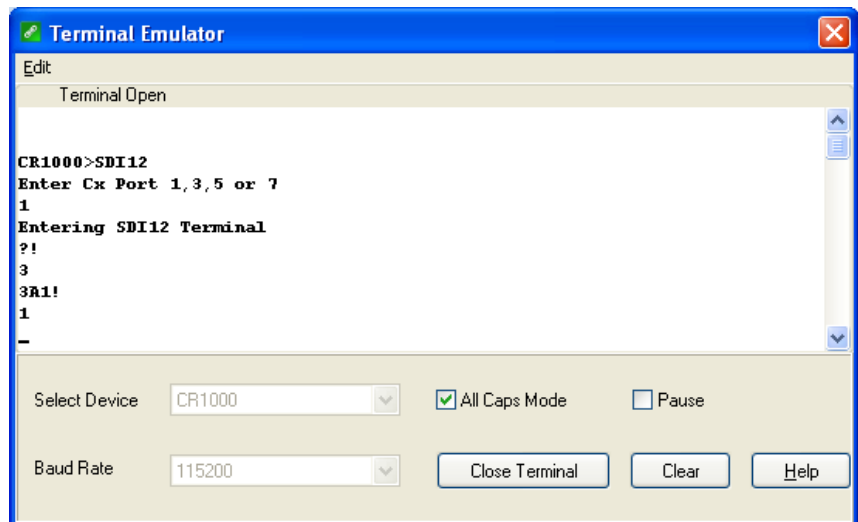 Terminal Emulator
Edit
Terminal Open
CR1000>SDI12
Enter Cx Port 1,3,5 or 7
1
Entering SDI12 Terminal
?!
3
3A1!
1
_
Select Device CR1000 All Caps Mode Pause
Baud Rate 115200 Close Terminal Clear Help